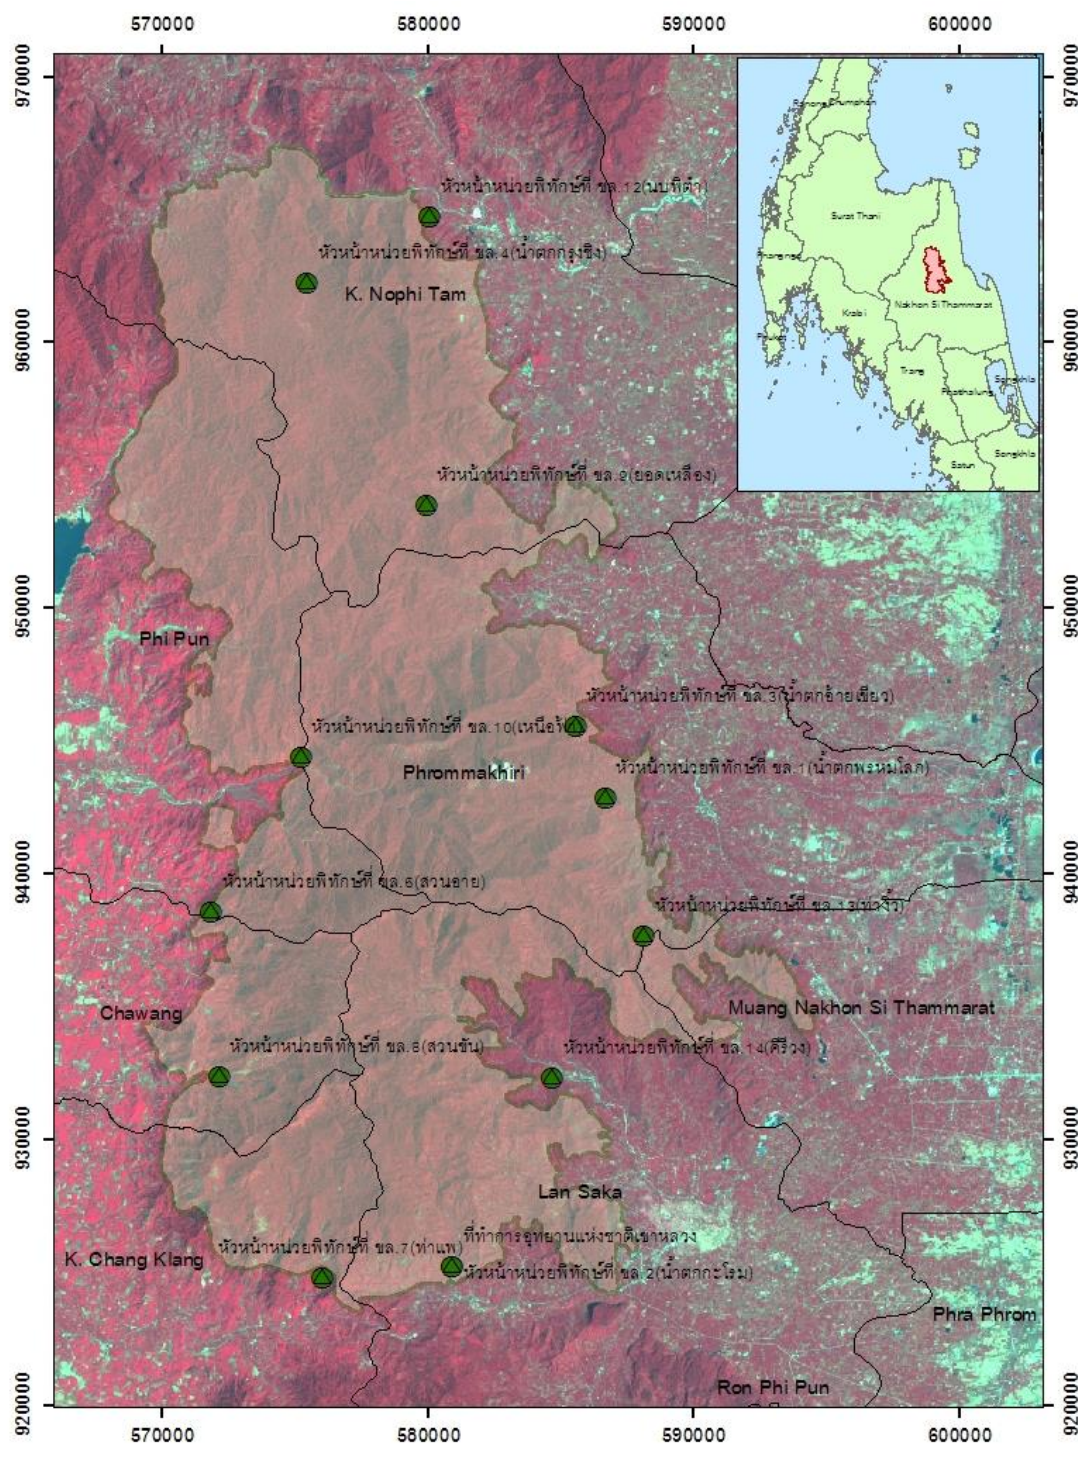 570000
580000
590000
600000
970000
970000
Ranong
Chumphon
หัวหน้าหน่วยพิทักษ์ที่ ขล.12(นบพิตำ)
Surat Thani
หัวหน้าหน่วยพิทักษ์ที่ ขล.4(น้ำตกกรุงชิง)
Phangnga
K. Nophi Tam
Nakhon Si Thammarat
Krabi
Phuket
960000
960000
Trang
Songkhla
Phatthalung
Songkhla
Satun
หัวหน้าหน่วยพิทักษ์ที่ ขล.9(ยอดเหลือง)
950000
950000
Phi Pun
หัวหน้าหน่วยพิทักษ์ที่ ขล.3(น้ำตกอ้ายเขียว)
หัวหน้าหน่วยพิทักษ์ที่ ขล.10
Phrommakhiri
หัวหน้าหน่วยพิทักษ์ที่ ขล.1(น้ำตกพรหมโลก)
940000
940000
หัวหน้าหน่วยพิทักษ์ที่ ขล.6(สวนอาย)
หัวหน้าหน่วยพิทักษ์ที่ ขล.13(ท่างิ้ว)
Chawang
Muang Nakhon Si Thammarat
หัวหน้าหน่วยพิทักษ์ที่ ขล.8(สวนขัน)
หัวหน้าหน่วยพิทักษ์ที่ ขล.14(คีรีวง)
930000
930000
Lan Saka
ที่ทำการอุทยานแห่งชาติเขาหลวง
หัวหน้าหน่วยพิทักษ์ที่ ขล.7(ท่าแพ)
K. Chang Klang
หัวหน้าหน่วยพิทักษ์ที่ ขล.2(น้ำตกกะโรม)
Phra Phrom
Ron Phi Pun
920000
920000
570000
580000
590000
600000